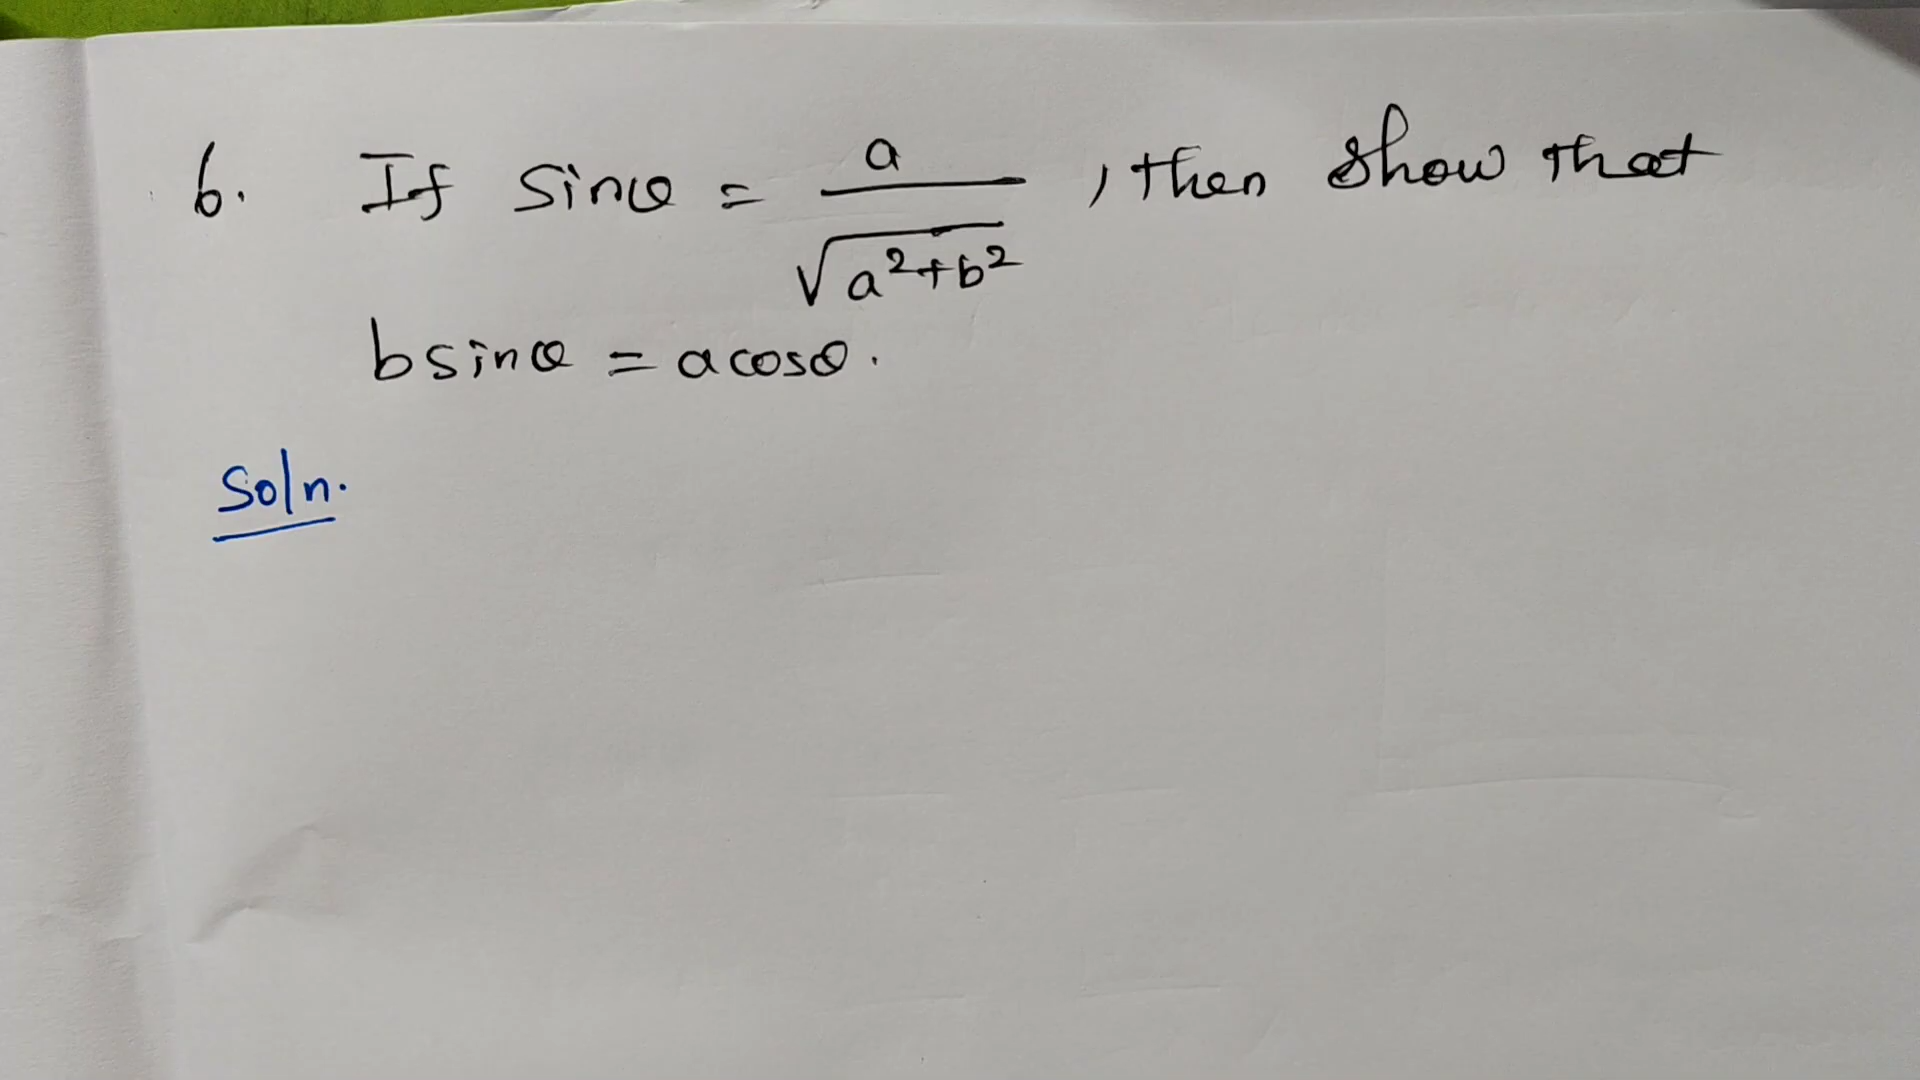 6. If sinθ = a/√(a²+b²), then show that
bsinθ = acosθ.
Soln.